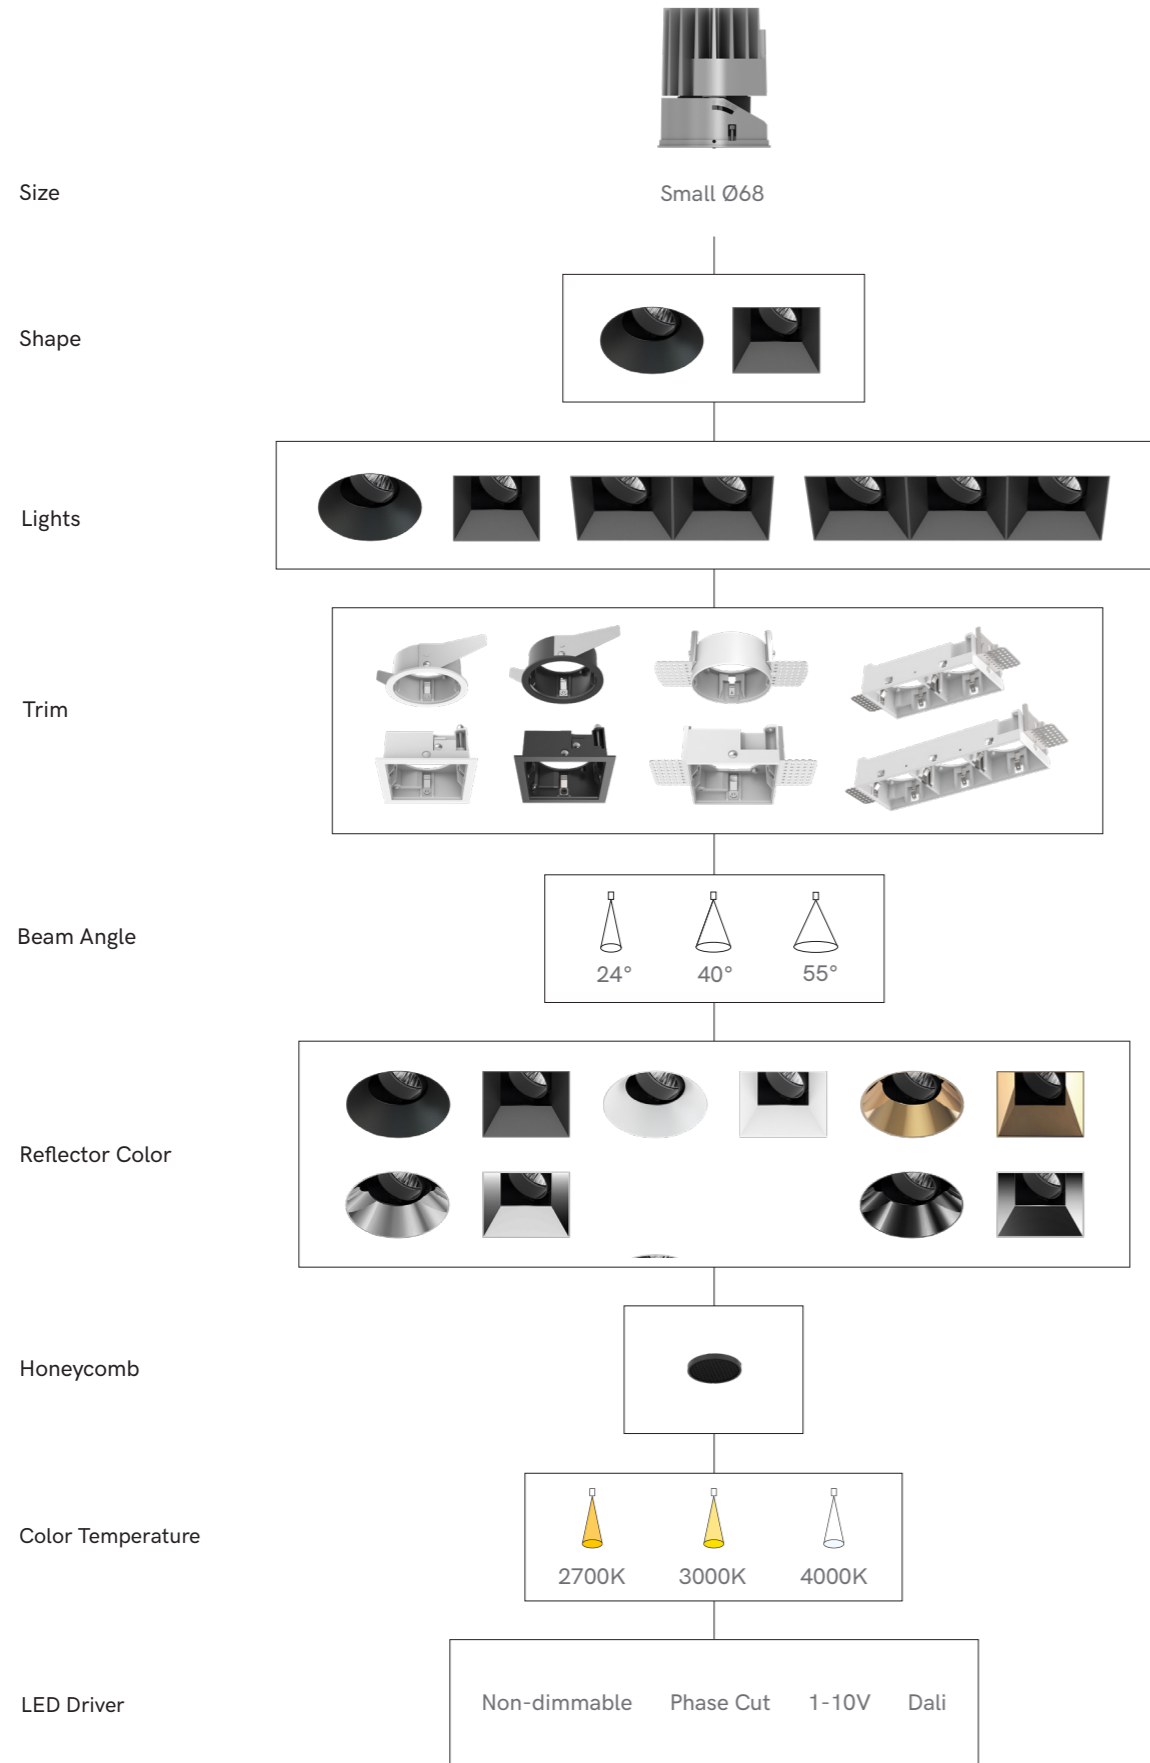 Size
Small Ø68
Shape
Lights
Trim
Beam Angle
24° 40° 55°
Reflector Color
Honeycomb
Color Temperature
2700K 3000K 4000K
LED Driver
Non-dimmable Phase Cut 1-10V Dali